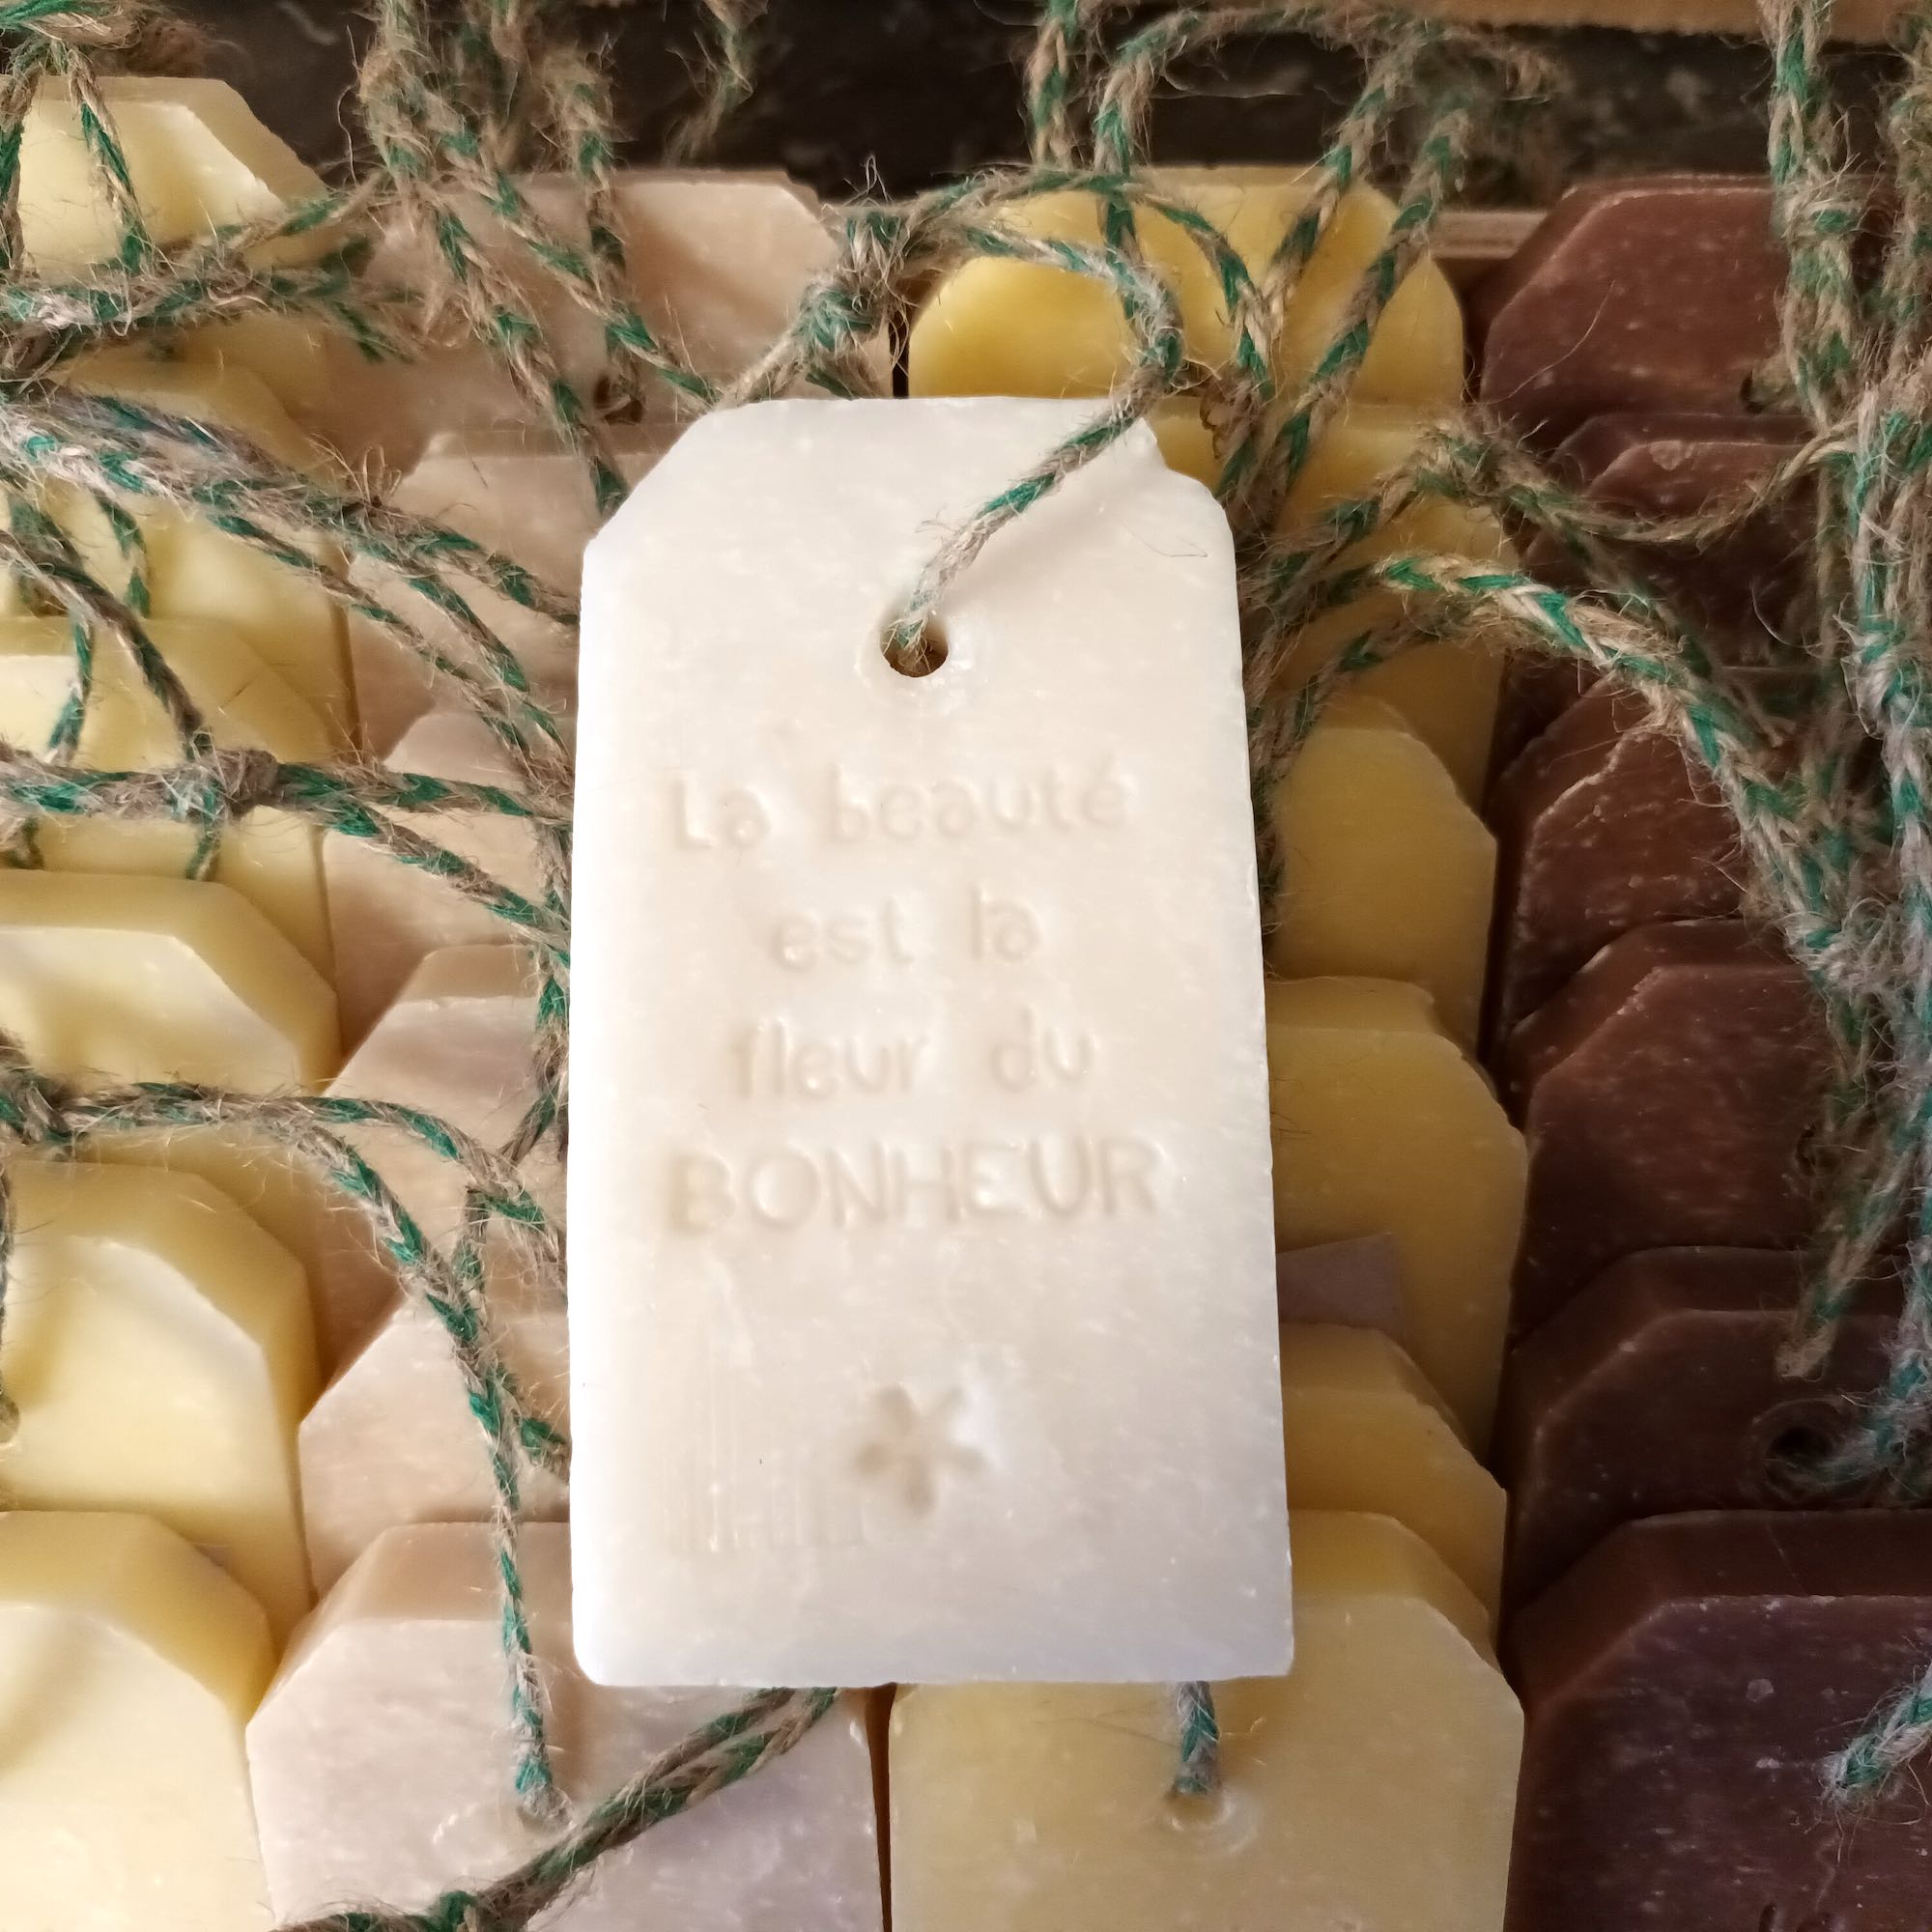 La beauté
est la
fleur du
BONHEUR